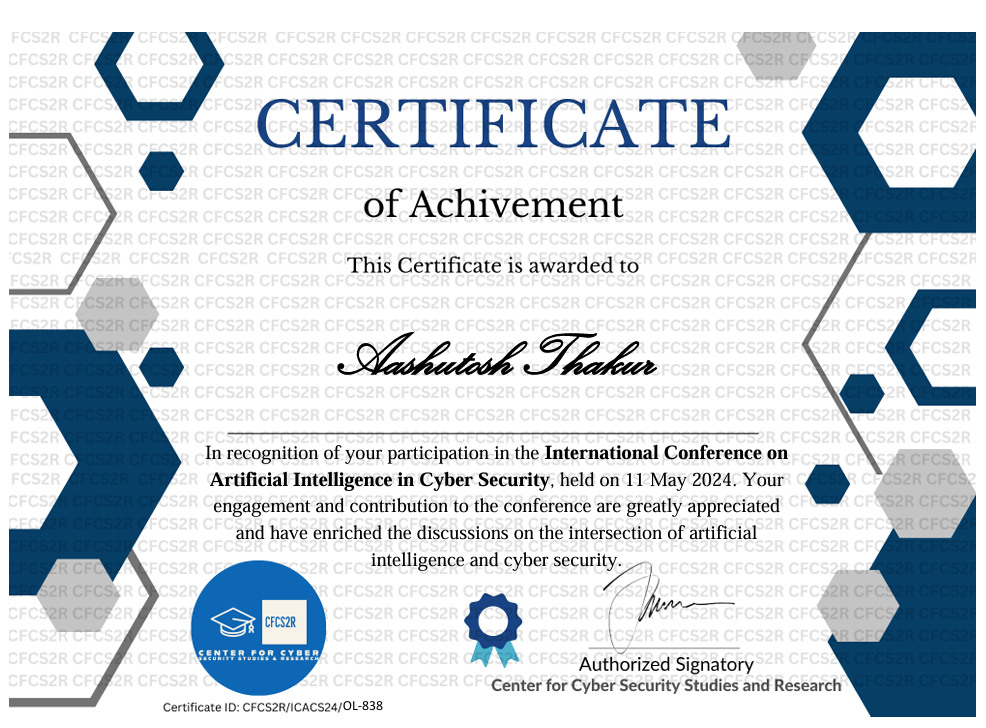 CERTIFICATE
of Achivement
This Certificate is awarded to
Aashutosh Thakur
In recognition of your participation in the International Conference on
Artificial Intelligence in Cyber Security, held on 11 May 2024. Your
engagement and contribution to the conference are greatly appreciated
and have enriched the discussions on the intersection of artificial
intelligence and cyber security.
CFCS2R
CENTER FOR CYBER
SECURITY STUDIES & RESEARCH
Authorized Signatory
Center for Cyber Security Studies and Research
Certificate ID: CFCS2R/ICACS24/OL-838